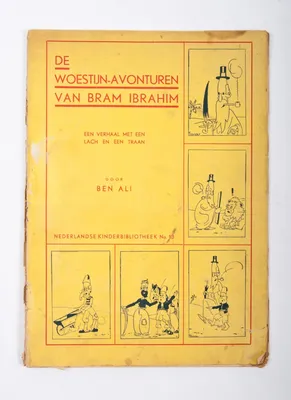 DE
WOESTIJN-AVONTUREN
VAN BRAM IBRAHIM
EEN VERHAAL MET EEN
LACH EN EEN TRAAN
DOOR
BEN ALI
NEDERLANDSE KINDERBIBLIOTHEEK No.